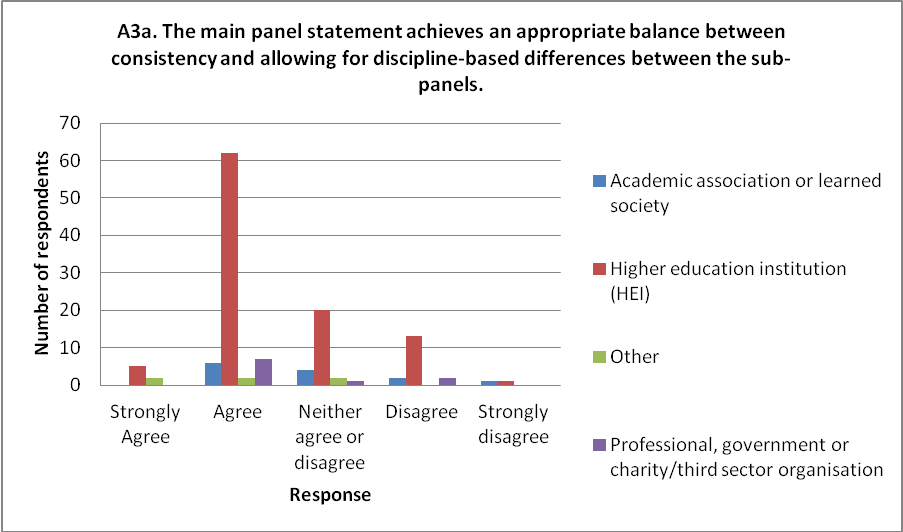 A3a. The main panel statement achieves an appropriate balance between
consistency and allowing for discipline-based differences between the sub-
panels.
Number of respondents
70
60
50
40
30
20
10
0
Strongly
Agree
Agree
Neither
agree or
disagree
Disagree
Strongly
disagree
Response
Academic association or learned
society
Higher education institution
(HEI)
Other
Professional, government or
charity/third sector organisation